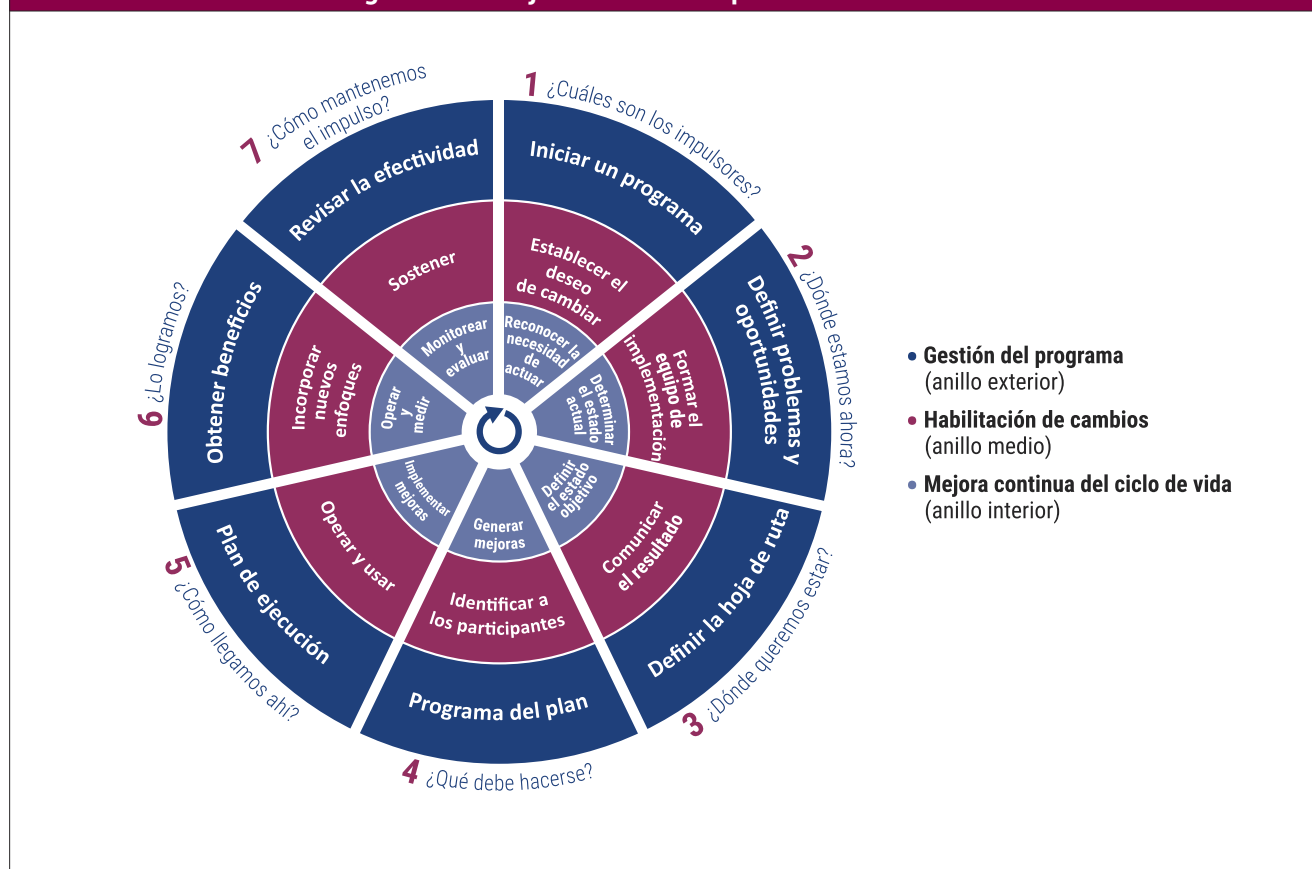 1 ¿Cuáles son los impulsores?
Iniciar un programa
Establecer el
deseo
de cambiar
Reconocer la
necesidad
de
actuar
2 ¿Dónde estamos ahora?
Definir problemas y
oportunidades
Formar el
equipo de
implementación
Determinar
el estado
actual
3 ¿Dónde queremos estar?
Definir la hoja de ruta
Comunicar
el resultado
Definir
el estado
objetivo
4 ¿Qué debe hacerse?
Programa del plan
Identificar a
los participantes
Generar
mejoras
5 ¿Cómo llegamos ahí?
Plan de ejecución
Operar y usar
Implementar
mejoras
6 ¿Lo logramos?
Obtener beneficios
Incorporar
nuevos
enfoques
Operar
y
medir
7 ¿Cómo mantenemos
el impulso?
Revisar la efectividad
Sostener
Monitorear
y
evaluar
• Gestión del programa
(anillo exterior)
• Habilitación de cambios
(anillo medio)
• Mejora continua del ciclo de vida
(anillo interior)